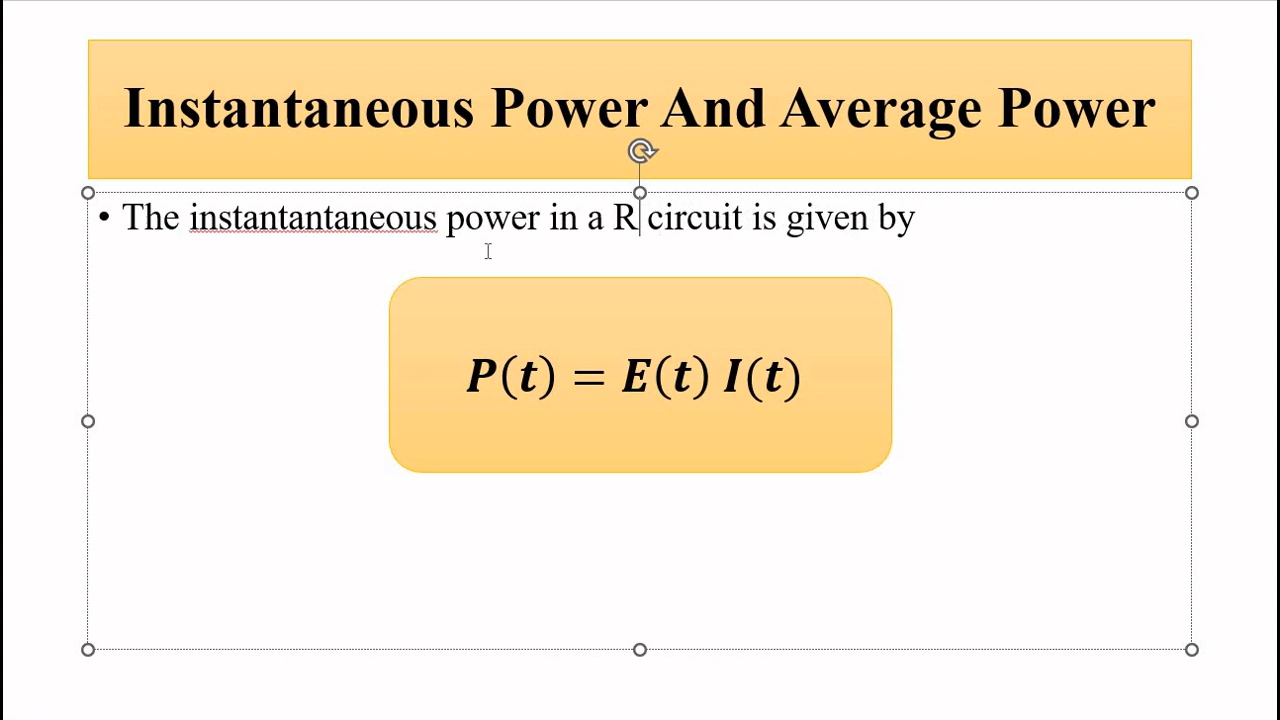 Instantaneous Power And Average Power
• The instantantaneous power in a R circuit is given by
P(t) = E(t) I(t)